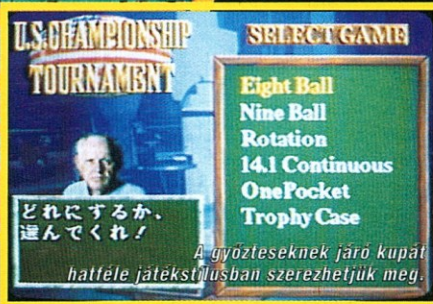 U.S. CHAMPIONSHIP
TOURNAMENT
SELECT GAME
Eight Ball
Nine Ball
Rotation
14.1 Continuous
OnePocket
Trophy Case
どれにするか、
選んでくれ!
A győzteseknek járó kupát
hatféle játékstílusban szerezhetjük meg.